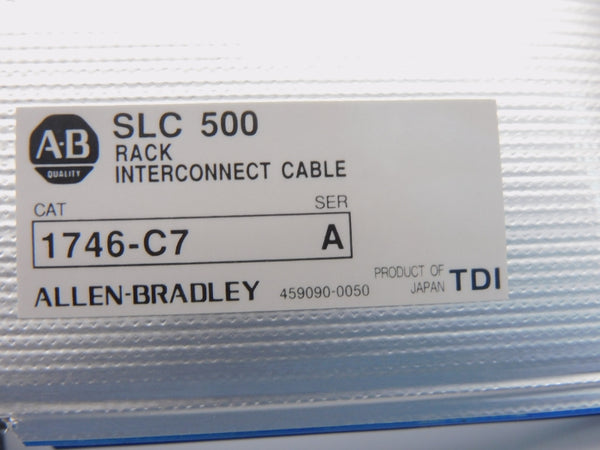 A-B
QUALITY
SLC 500
RACK
INTERCONNECT CABLE
CAT SER
1746-C7 A
ALLEN-BRADLEY 459090-0050 PRODUCT OF JAPAN TDI